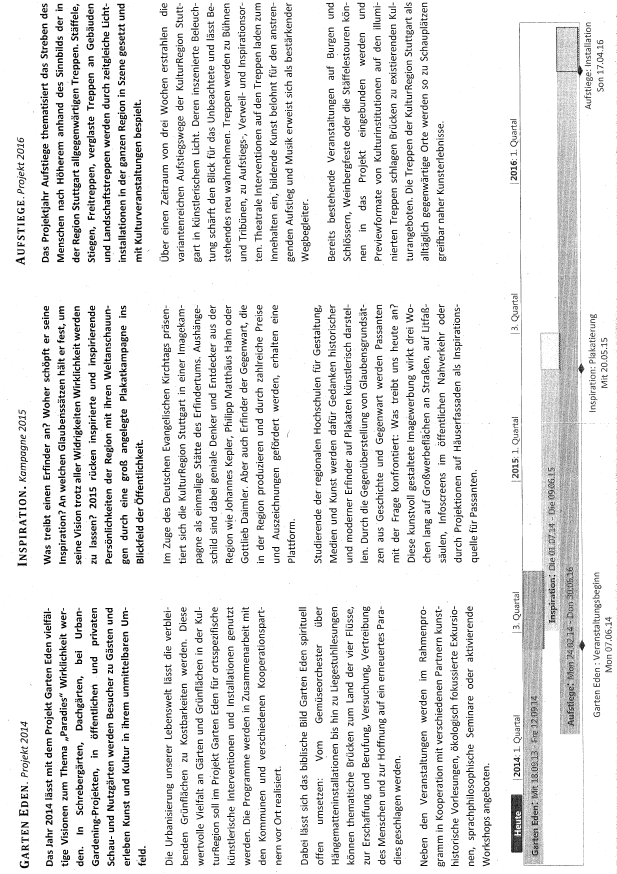 GARTEN EDEN. Projekt 2014
Das Jahr 2014 lässt mit dem Projekt Garten Eden vielfäl-
tige Visionen zum Thema „Paradies" Wirklichkeit wer-
den. In Schrebergärten, Dachgärten, bei Urban-
Gardening-Projekten, in öffentlichen und privaten
Schau- und Nutzgärten werden Besucher zu Gästen und
erleben Kunst und Kultur in ihrem unmittelbaren Um-
feld.
Die Urbanisierung unserer Lebenswelt lässt die verblei-
benden Grünflächen zu Kostbarkeiten werden. Diese
wertvolle Vielfalt an Gärten und Grünflächen in der Kul-
turRegion soll im Projekt Garten Eden für ortsspezifische
künstlerische Interventionen und Installationen genutzt
werden. Die Programme werden in Zusammenarbeit mit
den Kommunen und verschiedenen Kooperationspart-
nern vor Ort realisiert.
Dabei lässt sich das biblische Bild Garten Eden spirituell
offen umsetzen: Vom Gemüseorchester über
Hängematteninstallationen bis hin zu Liegestuhllesungen
können thematische Brücken zum Land der vier Flüsse,
zur Erschaffung und Berufung, Versuchung, Vertreibung
des Menschen und zur Hoffnung auf ein erneuertes Para-
dies geschlagen werden.
Neben den Veranstaltungen werden im Rahmenpro-
gramm in Kooperation mit verschiedenen Partnern kunst-
historische Vorlesungen, ökologisch fokussierte Exkursio-
nen, sprachphilosophische Seminare oder aktivierende
Workshops angeboten.
INSPIRATION. Kampagne 2015
Was treibt einen Erfinder an? Woher schöpft er seine
Inspiration? An welchen Glaubenssätzen hält er fest, um
seine Vision trotz aller Widrigkeiten Wirklichkeit werden
zu lassen? 2015 rücken inspirierte und inspirierende
Persönlichkeiten der Region mit ihren Weltanschauun-
gen durch eine groß angelegte Plakatkampagne ins
Blickfeld der Öffentlichkeit.
Im Zuge des Deutschen Evangelischen Kirchtags präsen-
tiert sich die KulturRegion Stuttgart in einer Imagekam-
pagne als einmalige Stätte des Erfindertums. Aushänge-
schild sind dabei geniale Denker und Entdecker aus der
Region wie Johannes Kepler, Philipp Matthäus Hahn oder
Gottlieb Daimler. Aber auch Erfinder der Gegenwart, die
in der Region produzieren und durch zahlreiche Preise
und Auszeichnungen gefördert werden, erhalten eine
Plattform.
Studierende der regionalen Hochschulen für Gestaltung,
Medien und Kunst werden dafür Gedanken historischer
und moderner Erfinder auf Plakaten künstlerisch darstel-
len. Durch die Gegenüberstellung von Glaubensgrundsät-
zen aus Geschichte und Gegenwart werden Passanten
mit der Frage konfrontiert: Was treibt uns heute an?
Diese kunstvoll gestaltete Imagewerbung wirkt drei Wo-
chen lang auf Großwerbeflächen an Straßen, auf Litfaß-
säulen, Infoscreens im öffentlichen Nahverkehr oder
durch Projektionen auf Häuserfassaden als Inspirations-
quelle für Passanten.
AUFSTIEGE. Projekt 2016
Das Projektjahr Aufstiege thematisiert das Streben des
Menschen nach Höherem anhand des Sinnbilds der in
der Region Stuttgart allgegenwärtigen Treppen. Stäffele,
Stiegen, Freitreppen, verglaste Treppen an Gebäuden
und Landschaftstreppen werden durch zeitgleiche Licht-
installationen in der ganzen Region in Szene gesetzt und
mit Kulturveranstaltungen bespielt.
Über einen Zeitraum von drei Wochen erstrahlen die
variantenreichen Aufstiegswege der KulturRegion Stutt-
gart in künstlerischem Licht. Deren inszenierte Beleuch-
tung schärft den Blick für das Unbeachtete und lässt Be-
stehendes neu wahrnehmen. Treppen werden zu Bühnen
und Tribünen, zu Aufstiegs-, Verweil- und Inspirationsor-
ten. Theatrale Interventionen auf den Treppen laden zum
Innehalten ein, bildende Kunst belohnt für den anstren-
genden Aufstieg und Musik erweist sich als bestärkender
Wegbegleiter.
Bereits bestehende Veranstaltungen auf Burgen und
Schlössern, Weinbergfeste oder die Stäffelestouren kön-
nen in das Projekt eingebunden werden und
Previewformate von Kulturinstitutionen auf den illumi-
nierten Treppen schlagen Brücken zu existierenden Kul-
turangeboten. Die Treppen der KulturRegion Stuttgart als
alltäglich gegenwärtige Orte werden so zu Schauplätzen
greifbar naher Kunsterlebnisse.
Heute
2014 1. Quartal
3. Quartal
2015 1. Quartal
3. Quartal
2016 1. Quartal
Garten Eden: Mit 18.09.13 - Fre 12.09.14
Inspiration: Die 01.07.14 - Die 09.06.15
Aufstiege: Mon 24.02.14 - Don 30.06.16
Garten Eden : Veranstaltungsbeginn
Mon 07.06.14
Inspiration: Plakatierung
Mit 20.05.15
Aufstiege: Installation
Son 17.04.16